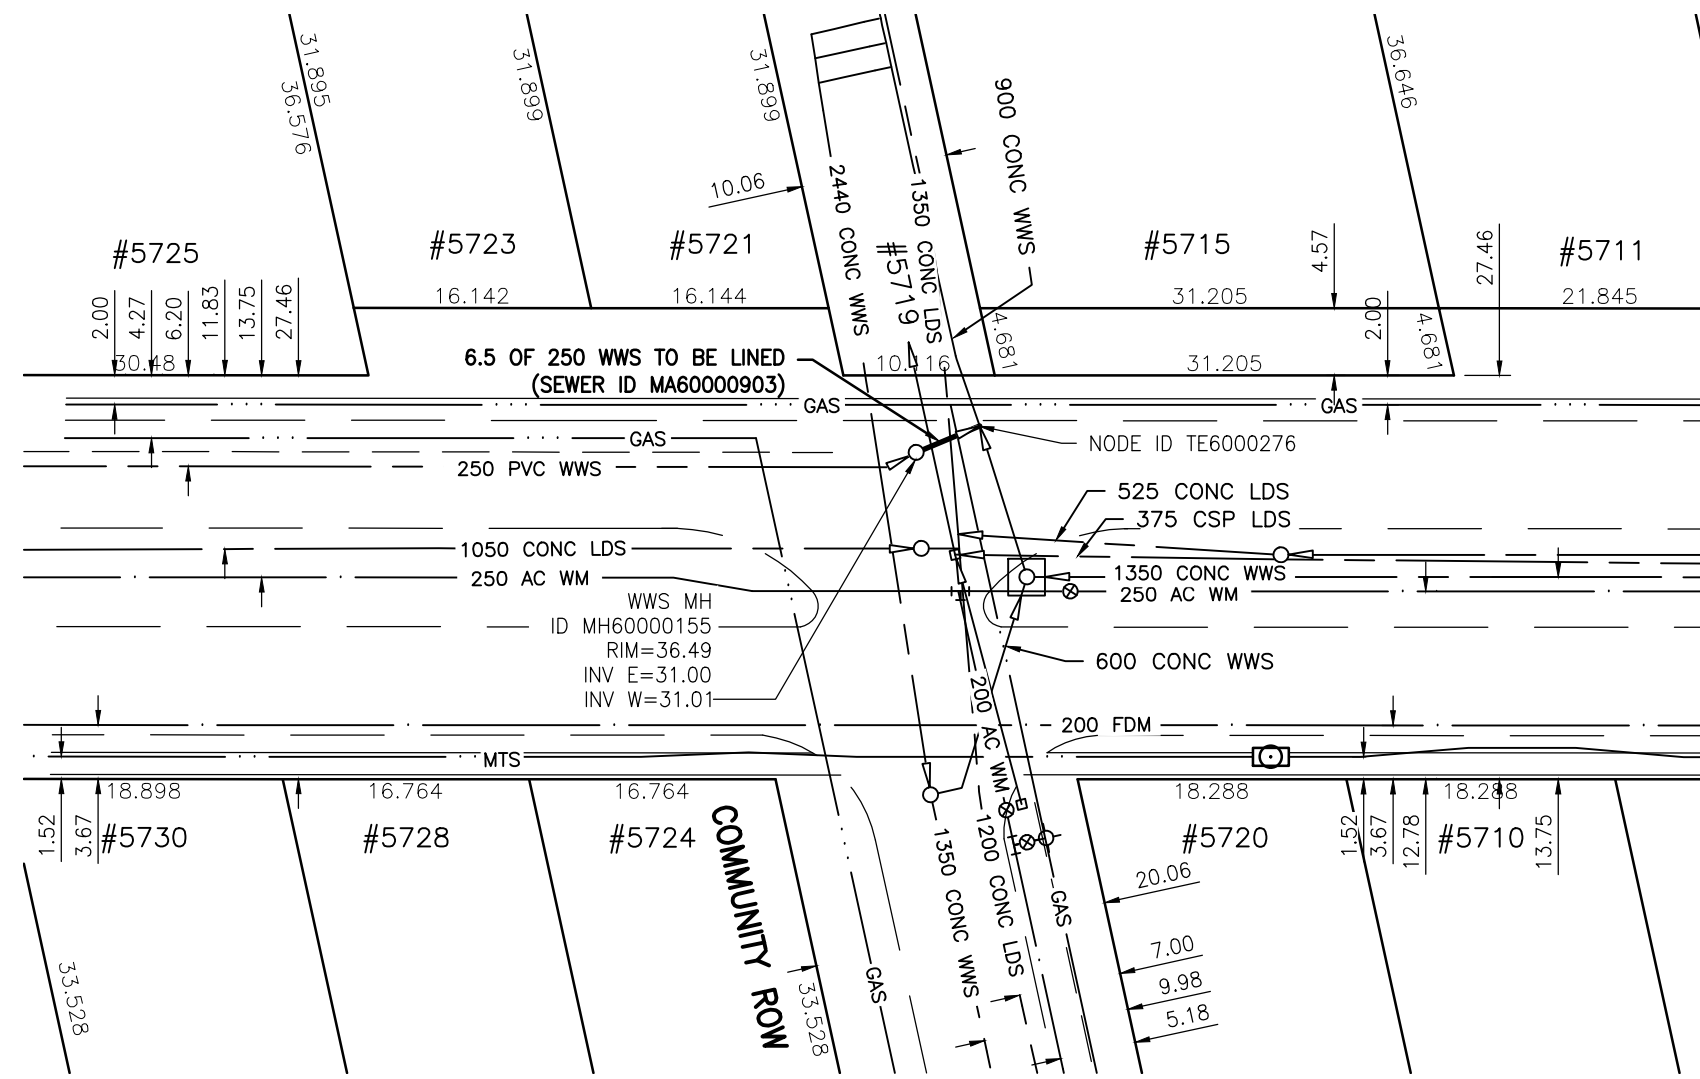 31.895
36.576
31.899
31.899
36.646
900 CONC WWS
10.06
2440 CONC WWS
1350 CONC LDS
#5725
#5723
#5721
#5719
#5715
#5711
2.00
4.27
6.20
11.83
13.75
27.46
4.57
2.00
27.46
16.142
16.144
31.205
21.845
4.681
4.681
30.48
10.116
31.205
6.5 OF 250 WWS TO BE LINED
(SEWER ID MA60000903)
GAS
GAS
GAS
NODE ID TE6000276
250 PVC WWS
525 CONC LDS
375 CSP LDS
1050 CONC LDS
250 AC WM
1350 CONC WWS
250 AC WM
WWS MH
ID MH60000155
RIM=36.49
INV E=31.00
INV W=31.01
600 CONC WWS
200 AC WM
200 FDM
MTS
18.898
16.764
16.764
18.288
18.288
1.52
3.67
#5730
#5728
#5724
#5720
1.52
3.67
12.78
#5710
13.75
COMMUNITY ROW
1350 CONC WWS
1200 CONC LDS
GAS
GAS
20.06
7.00
9.98
5.18
33.528
33.528